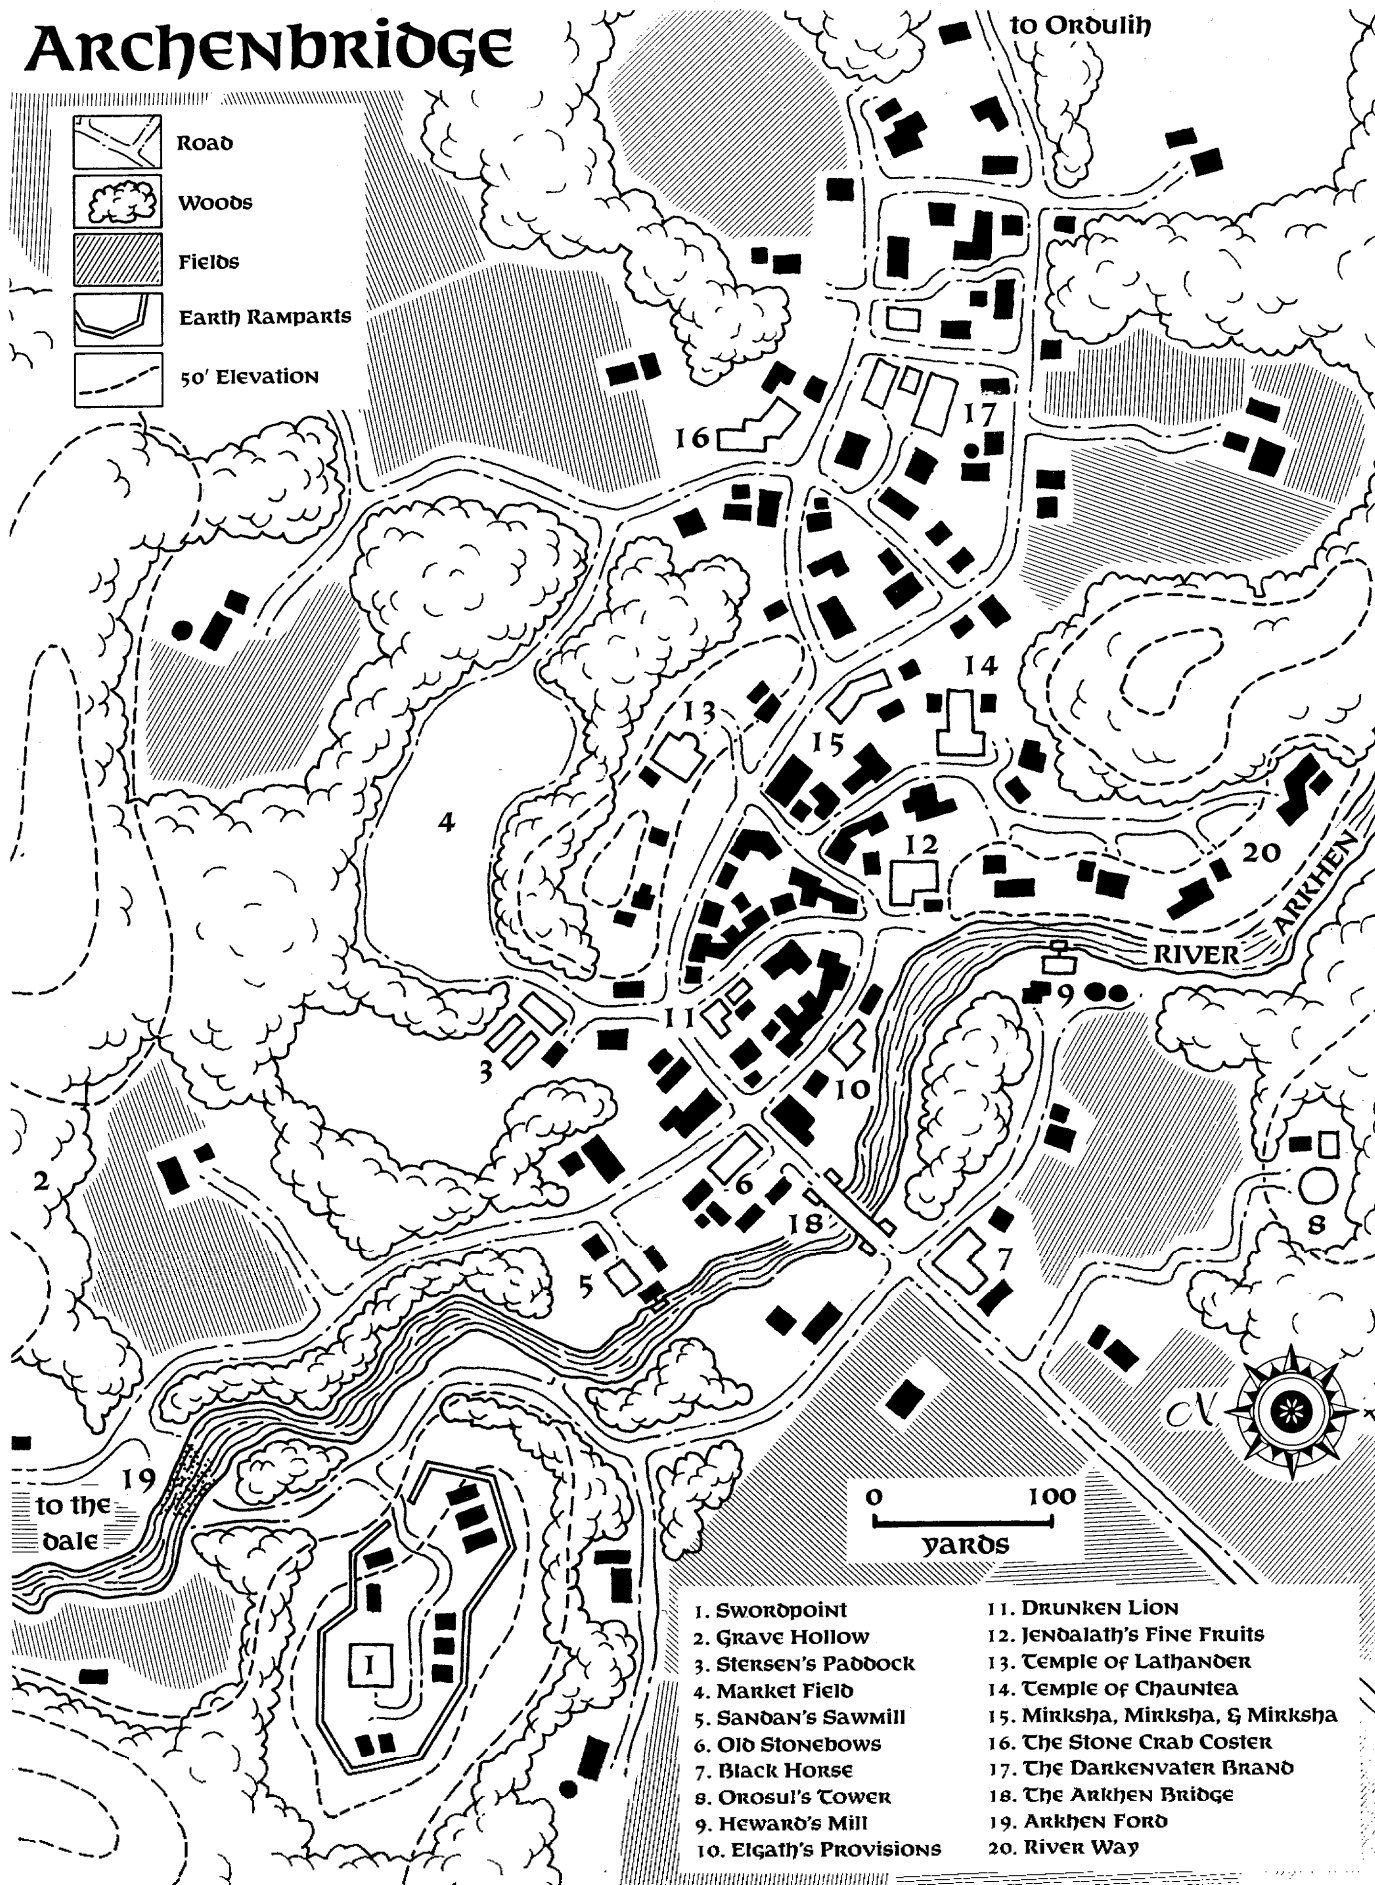 Archenbridge
to Ordulin
Road
Woods
Fields
Earth Ramparts
50' Elevation
17
16
14
13
15
4
12
20
ARKHEN
RIVER
9
11
3
10
2
6
18
8
7
5
N
19
to the
dale
0 100
yards
1
1. Swordpoint
2. Grave Hollow
3. Stersen's Paddock
4. Market Field
5. Sandan's Sawmill
6. Old Stonebows
7. Black Horse
8. Orosul's Tower
9. Heward's Mill
10. Elgath's Provisions
11. Drunken Lion
12. Jendalath's Fine Fruits
13. Temple of Lathander
14. Temple of Chauntea
15. Mirksha, Mirksha, & Mirksha
16. The Stone Crab Coster
17. The Darkenvater Brand
18. The Arkhen Bridge
19. Arkhen Ford
20. River Way